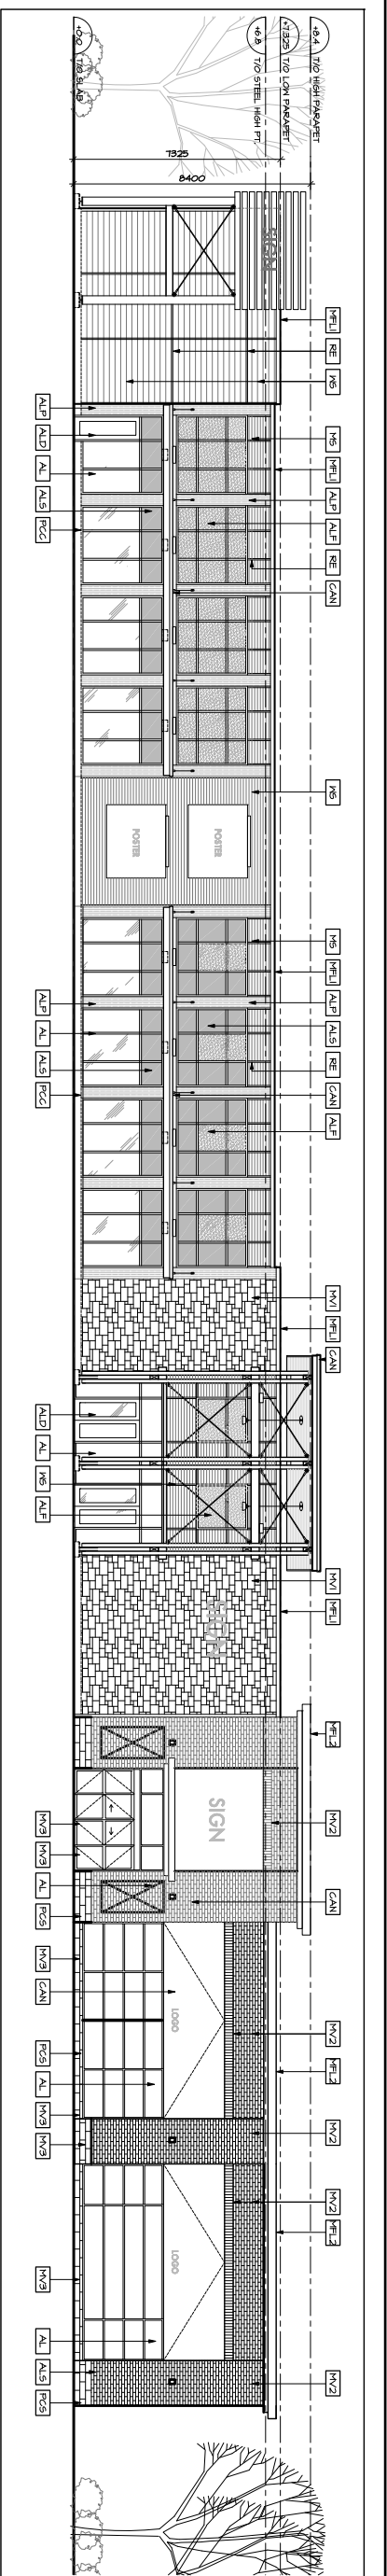 +8.4 T/O HIGH PARAPET
+7.325 T/O LOW PARAPET
+6.8 T/O STEEL HIGH PT.
+0.0 T/O SLAB
7325
8400
MFL1
RE
WS
MS
MFL1
ALP
ALF
RE
CAN
WS
MS
MFL1
ALP
ALS
RE
CAN
ALF
MV1
MFL1
CAN
MV1
MFL1
MFL2
MV2
CAN
MV2
MFL2
MV2
MV2
MFL2
MV2
SIGN
POSTER
POSTER
SIGN
SIGN
LOGO
LOGO
ALP
ALD
AL
ALS
PCC
ALP
AL
ALS
PCC
ALD
AL
WS
ALF
MV3
MV3
AL
PCS
MV3
CAN
PCS
AL
MV3
MV3
MV3
AL
ALS
PCS